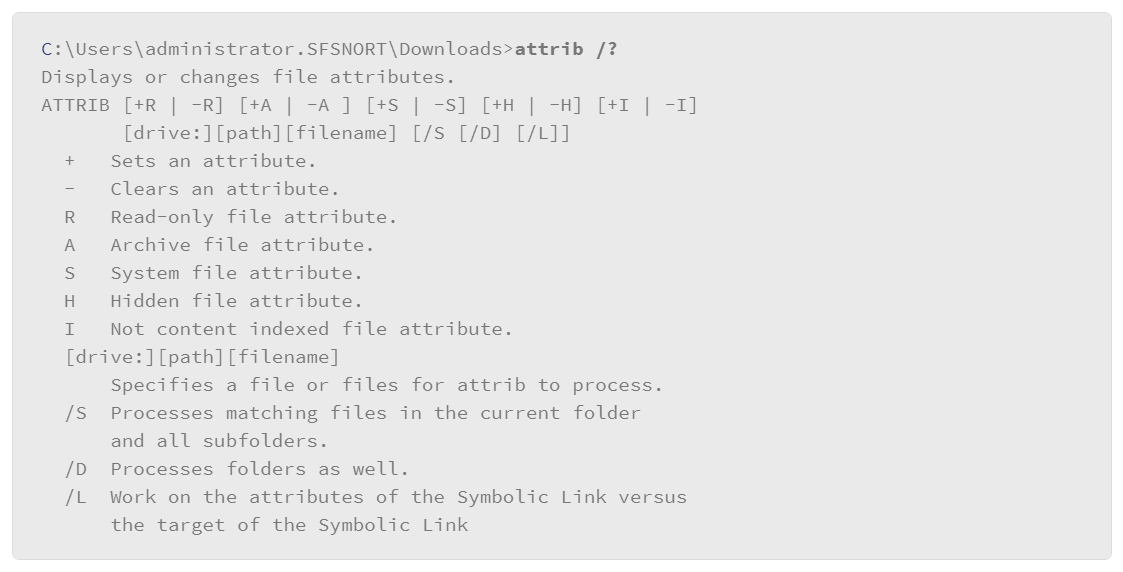 C:\Users\administrator.SFSNORT\Downloads>attrib /?
Displays or changes file attributes.
ATTRIB [+R | -R] [+A | -A ] [+S | -S] [+H | -H] [+I | -I]
       [drive:][path][filename] [/S [/D] [/L]]
  +   Sets an attribute.
  -   Clears an attribute.
  R   Read-only file attribute.
  A   Archive file attribute.
  S   System file attribute.
  H   Hidden file attribute.
  I   Not content indexed file attribute.
  [drive:][path][filename]
      Specifies a file or files for attrib to process.
  /S  Processes matching files in the current folder
      and all subfolders.
  /D  Processes folders as well.
  /L  Work on the attributes of the Symbolic Link versus
      the target of the Symbolic Link